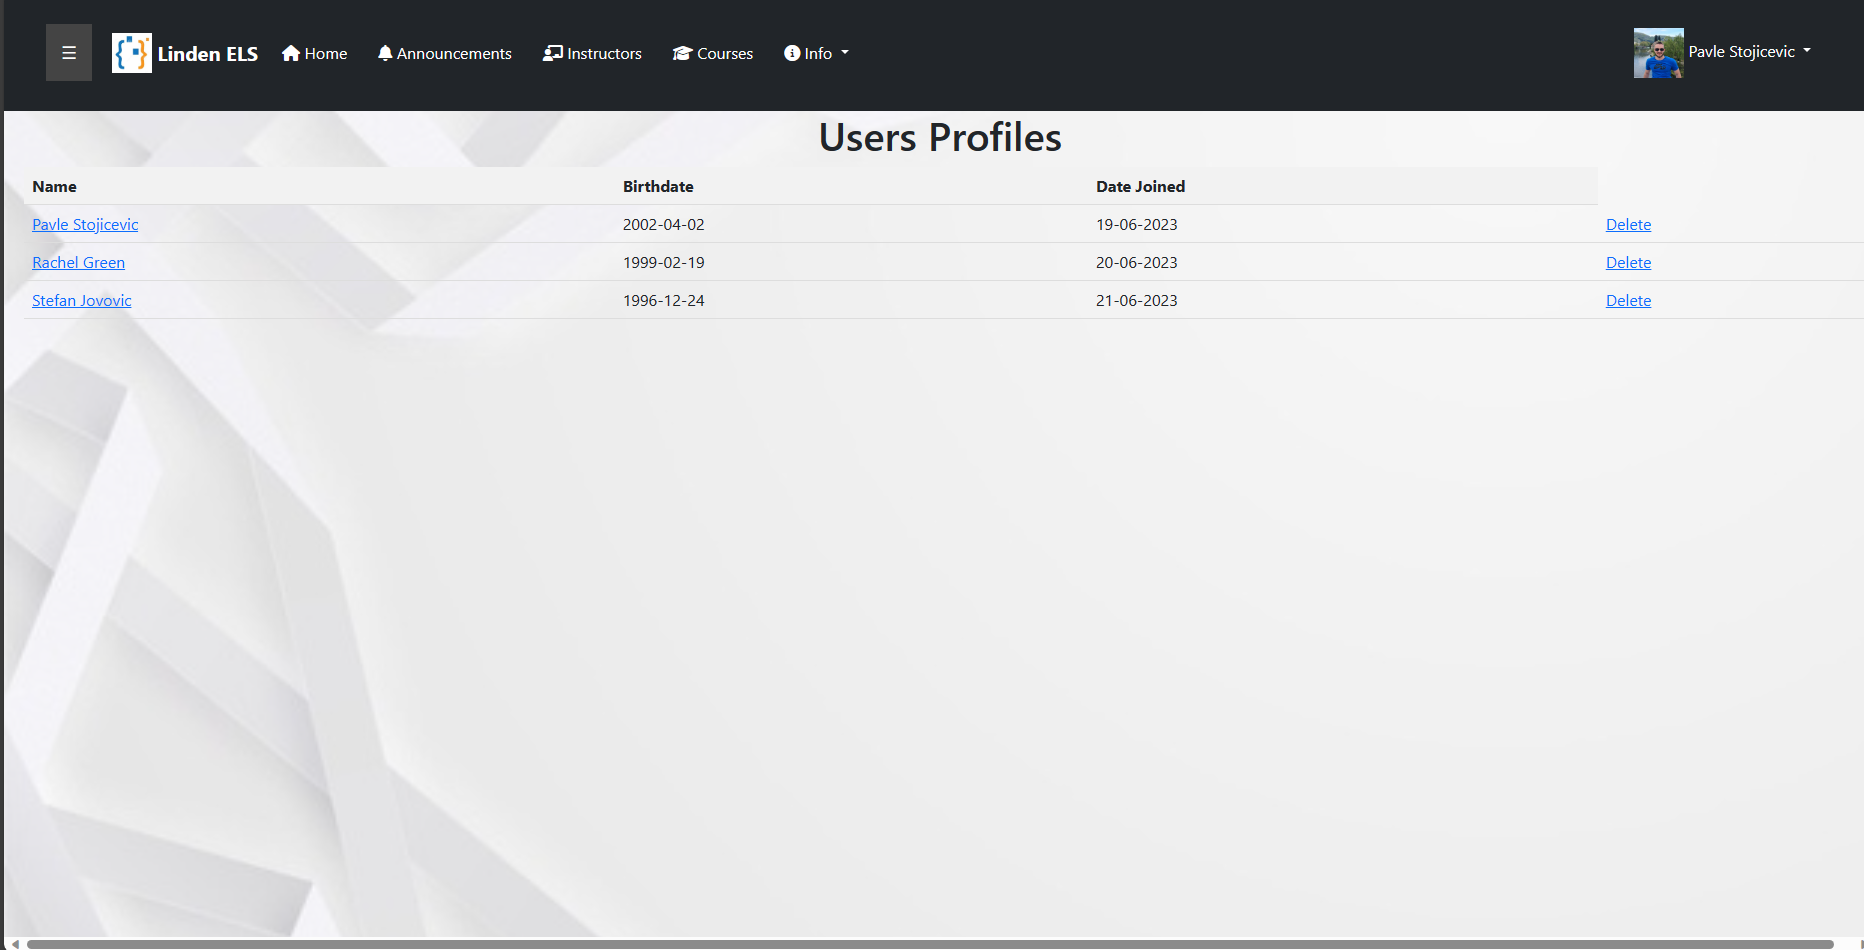 ☰ Linden ELS Home Announcements Instructors Courses Info Pavle Stojicevic
Users Profiles
Name Birthdate Date Joined
Pavle Stojicevic 2002-04-02 19-06-2023 Delete
Rachel Green 1999-02-19 20-06-2023 Delete
Stefan Jovovic 1996-12-24 21-06-2023 Delete